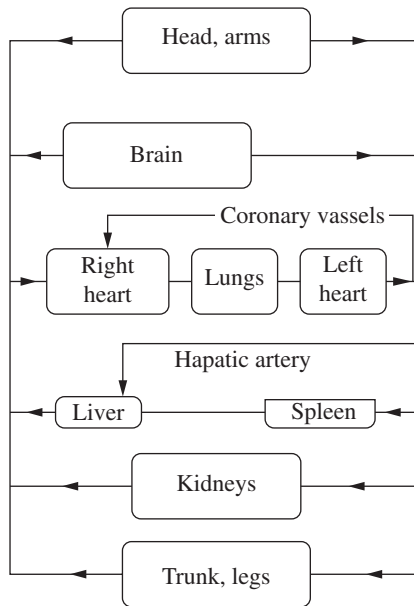 Head, arms
Brain
Coronary vassels
Right
heart
Lungs
Left
heart
Hapatic artery
Liver
Spleen
Kidneys
Trunk, legs